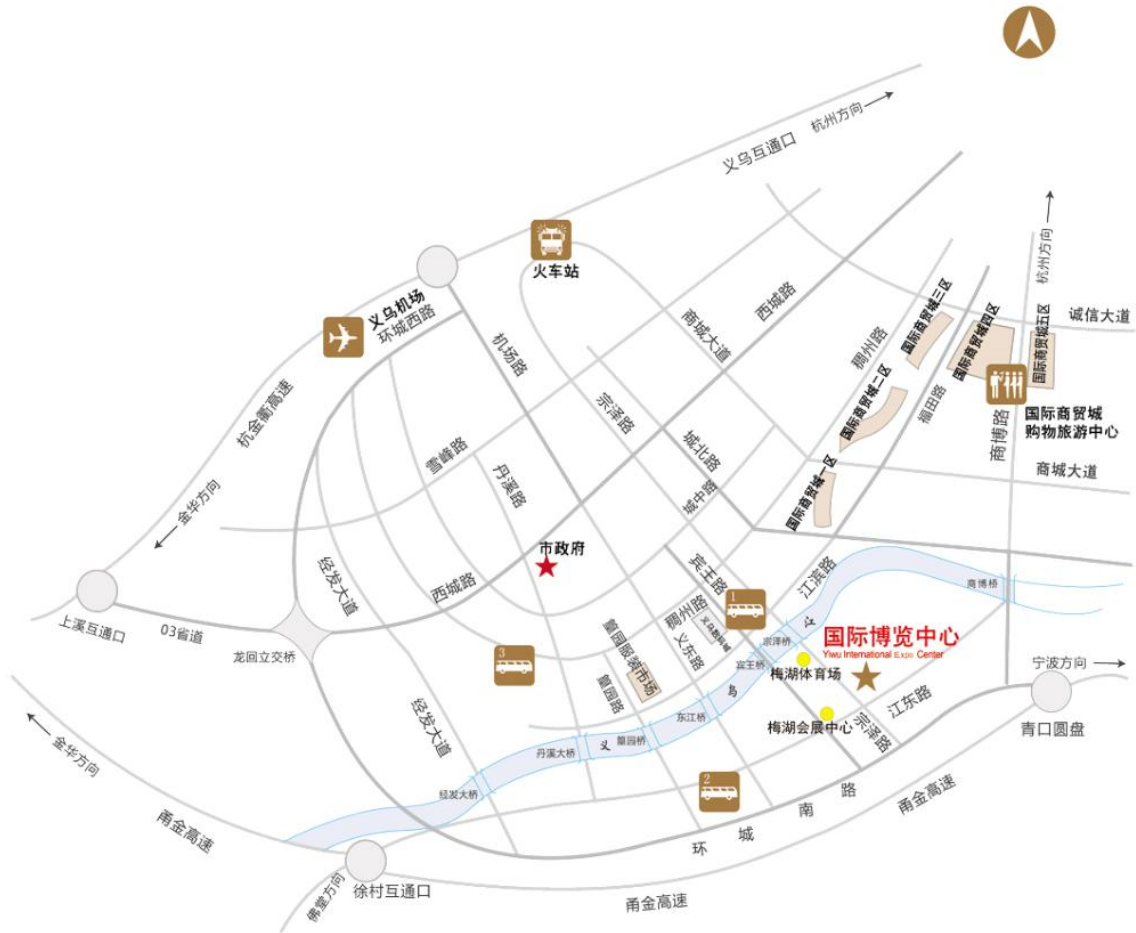 杭州方向
义乌互通口
火车站
杭州方向
义乌机场
环城西路
西城路
商城大道
诚信大道
国际商贸城三区
国际商贸城四区
国际商贸城五区
稠州路
机场路
国际商贸城二区
福田路
杭金衢高速
宗泽路
国际商贸城
购物旅游中心
商博路
雪峰路
城北路
丹溪路
城中路
商城大道
国际商贸城一区
金华方向
市政府
经发大道
西城路
宾王路
江滨路
商博桥
1
稠州路
义乌数码城
上溪互通口
03省道
龙回立交桥
义东路
宗泽桥
义
国际博览中心
Yiwu International Expo Center
3
篁园服装市场
宾王桥
梅湖体育场
宁波方向
篁园路
乌
江东路
经发大道
东江桥
梅湖会展中心
宗泽路
青口圆盘
金华方向
丹溪大桥
义
篁园桥
2
经发大桥
甬金高速
环城南路
甬金高速
徐村互通口
佛堂方向
甬金高速